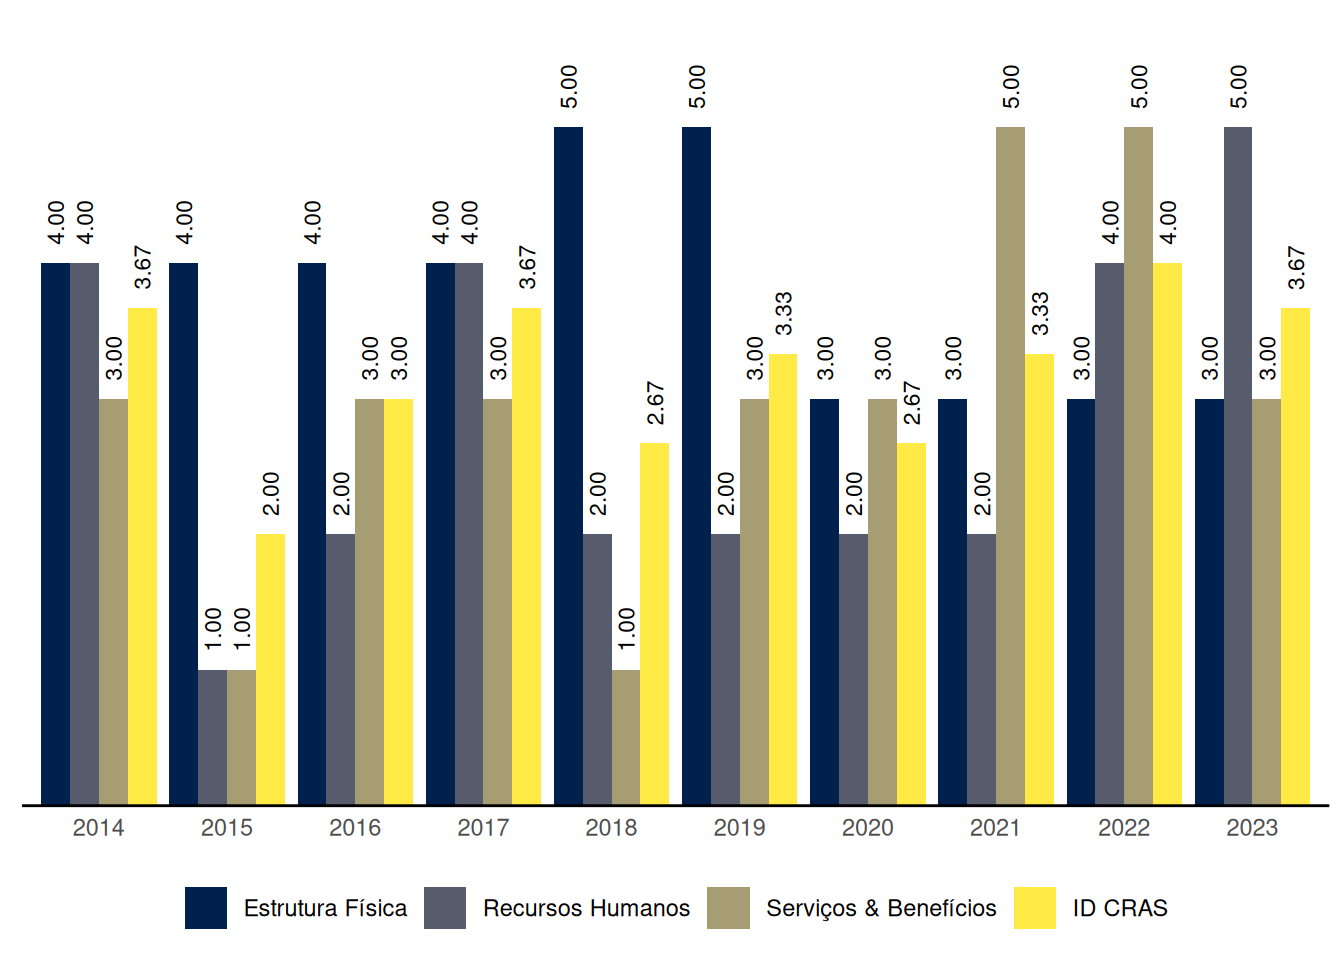 5.00 5.00 5.00 5.00 5.00
4.00 4.00 4.00 4.00 4.00 4.00 4.00 4.00
3.67 3.67 3.67
3.33 3.33
3.00 3.00 3.00 3.00 3.00 3.00 3.00 3.00 3.00 3.00 3.00
2.67 2.67
2.00 2.00 2.00 2.00 2.00 2.00
1.00 1.00 1.00
2014 2015 2016 2017 2018 2019 2020 2021 2022 2023
Estrutura Física Recursos Humanos Serviços & Benefícios ID CRAS